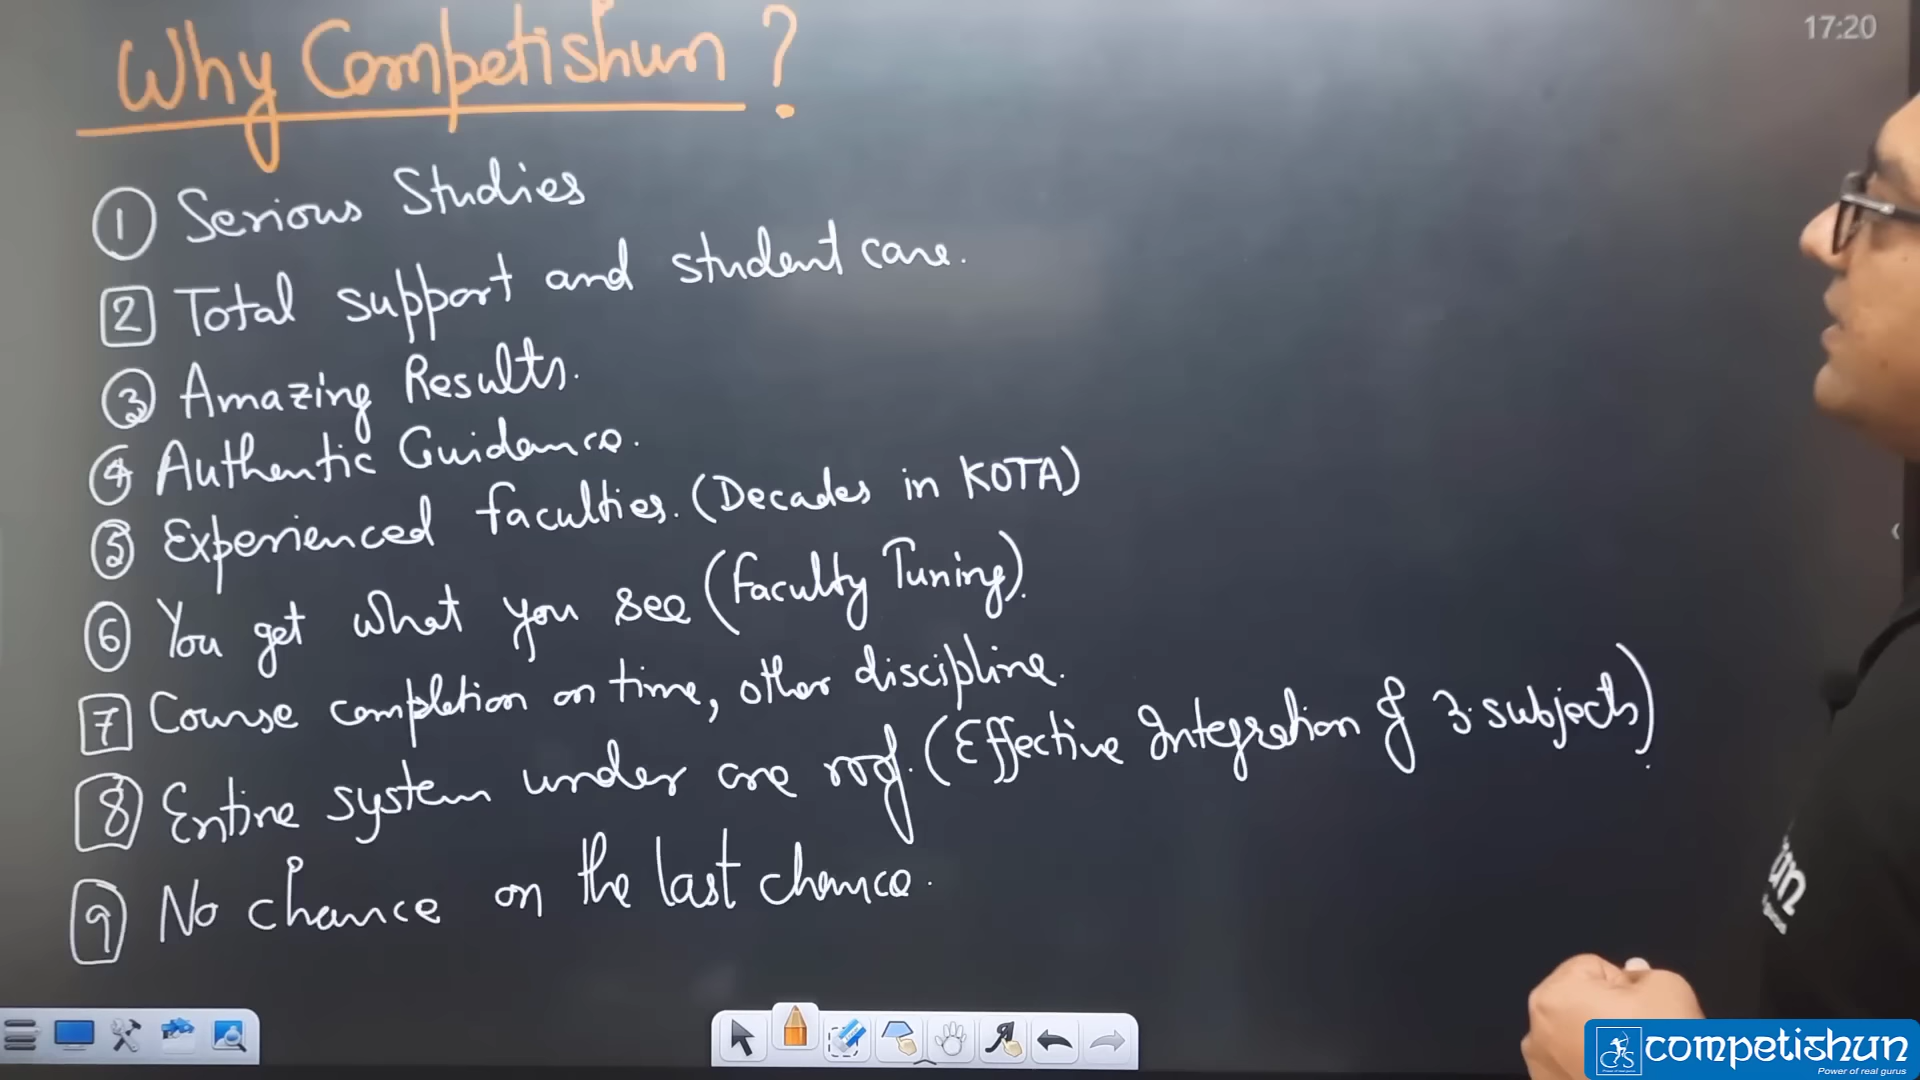 17:20
Why Competishun ?
① Serious Studies
2 Total support and student care.
③ Amazing Results.
④ Authentic Guidance.
⑤ Experienced faculties. (Decades in KOTA)
⑥ You get what you see (Faculty Tuning).
7 Course completion on time, other discipline.
8 Entire system under one roof. (Effective Integration of 3 subjects).
9 No chance on the last chance.
competishun
Power of real gurus